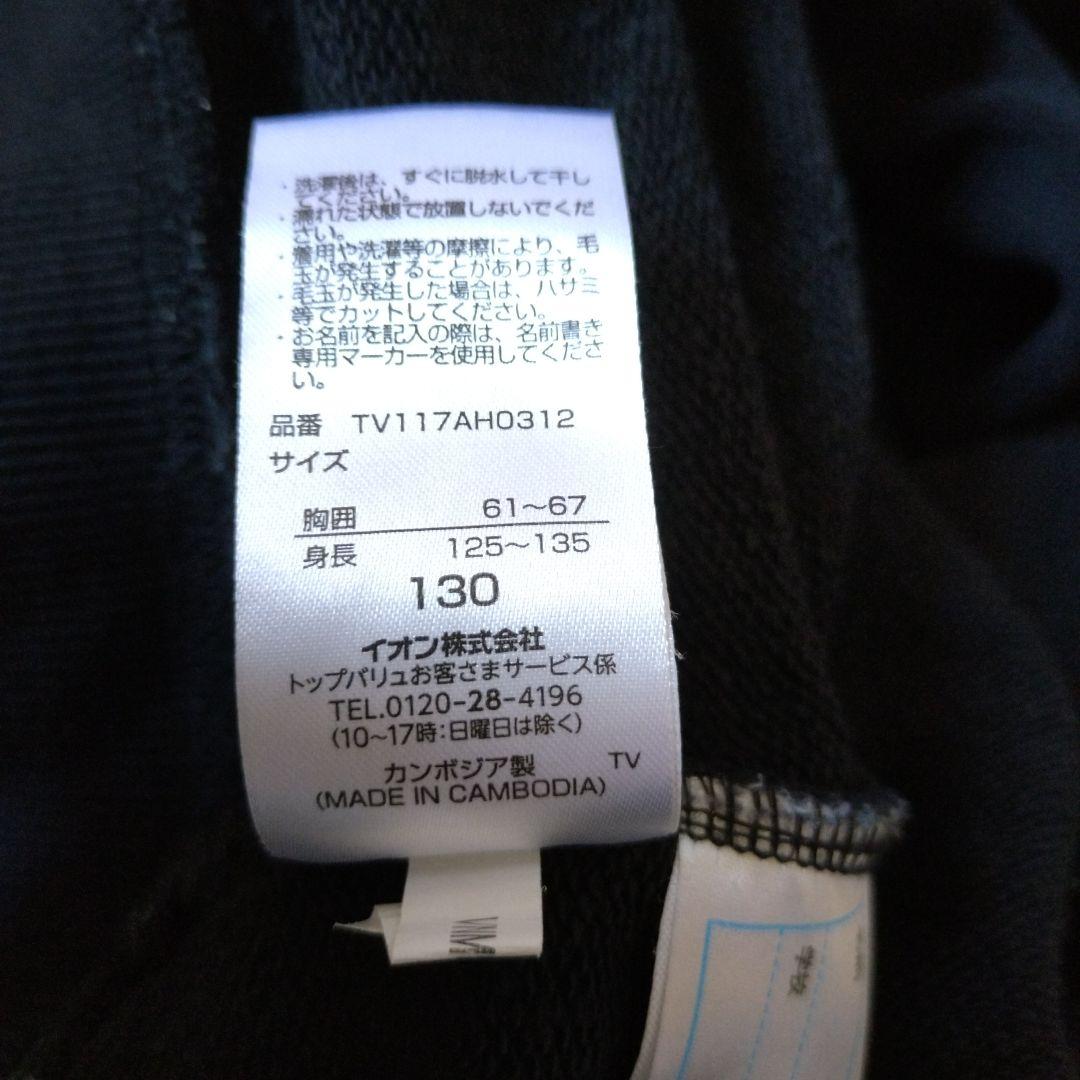 ・洗濯後は、すぐに脱水して干し
てください。
・濡れた状態で放置しないでくだ
さい。
・着用や洗濯等の摩擦により、毛
玉が発生することがあります。
・毛玉が発生した場合は、ハサミ
等でカットしてください。
・お名前を記入の際は、名前書き
専用マーカーを使用してくださ
い。
品番 TV117AH0312
サイズ
胸囲 61～67
身長 125～135
130
イオン株式会社
トップバリュお客さまサービス係
TEL.0120-28-4196
(10～17時:日曜日は除く)
カンボジア製 TV
(MADE IN CAMBODIA)
学校